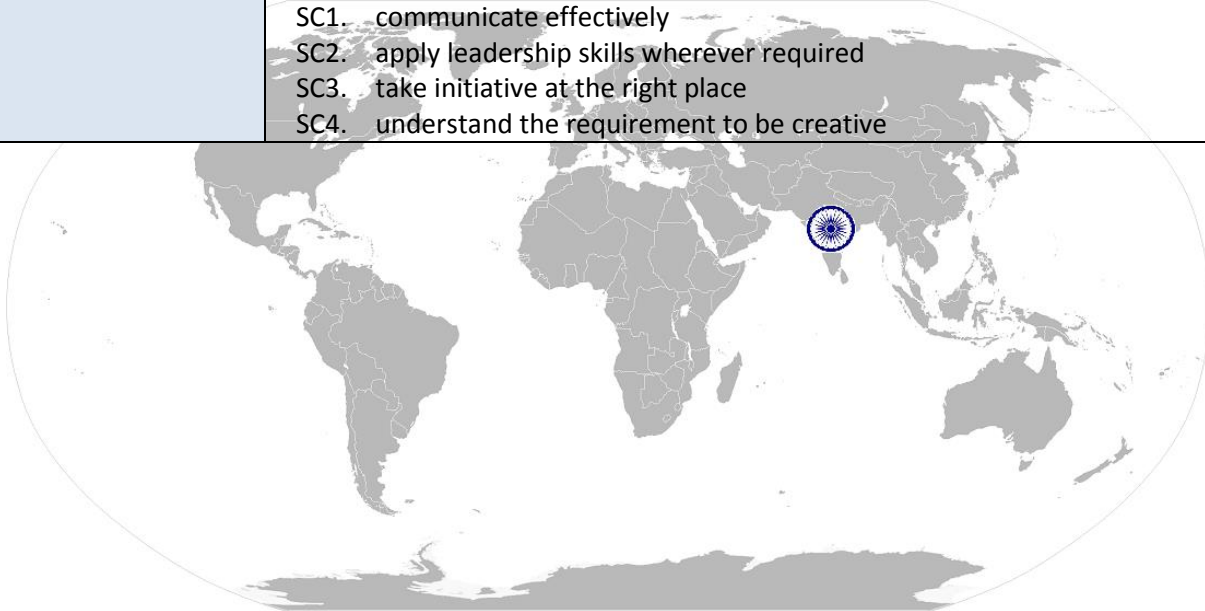 SC1. communicate effectively
SC2. apply leadership skills wherever required
SC3. take initiative at the right place
SC4. understand the requirement to be creative